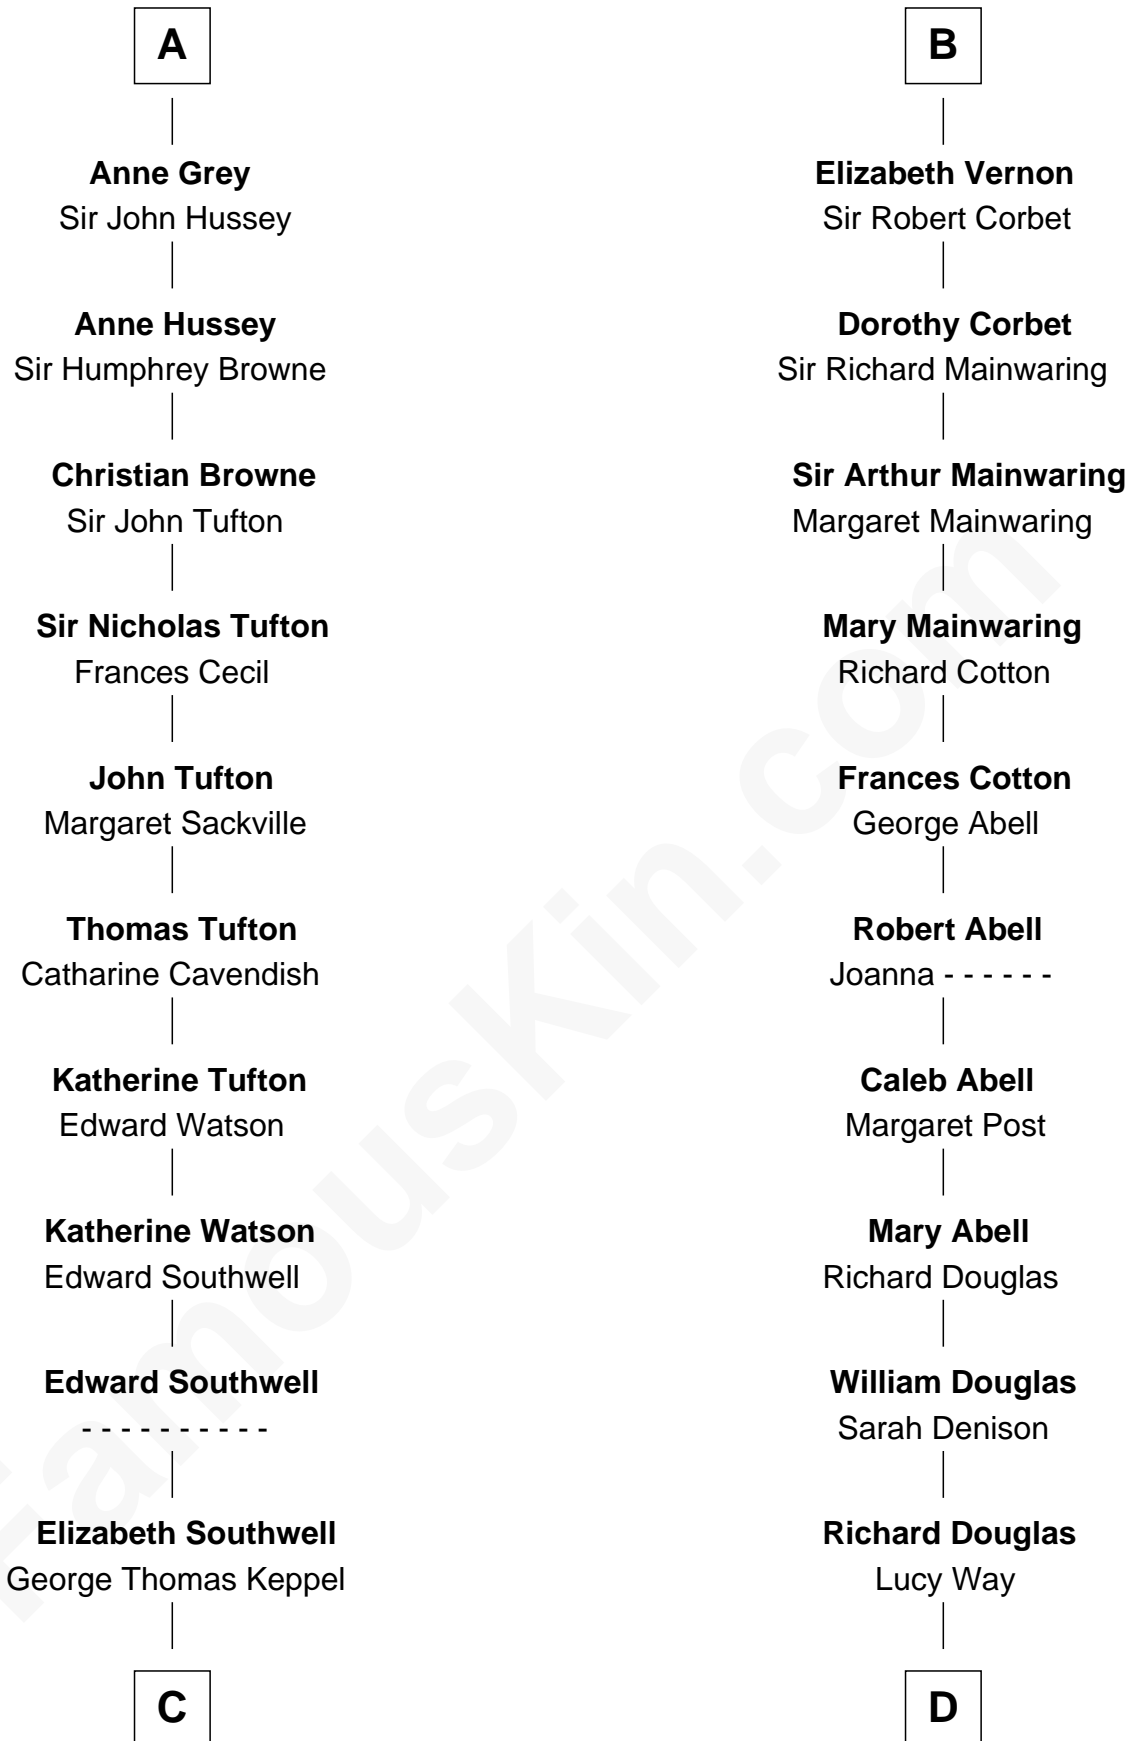 A
Anne Grey
Sir John Hussey
Anne Hussey
Sir Humphrey Browne
Christian Browne
Sir John Tufton
Sir Nicholas Tufton
Frances Cecil
John Tufton
Margaret Sackville
Thomas Tufton
Catharine Cavendish
Katherine Tufton
Edward Watson
Katherine Watson
Edward Southwell
Edward Southwell
- - - - - - - - - -
Elizabeth Southwell
George Thomas Keppel
C
B
Elizabeth Vernon
Sir Robert Corbet
Dorothy Corbet
Sir Richard Mainwaring
Sir Arthur Mainwaring
Margaret Mainwaring
Mary Mainwaring
Richard Cotton
Frances Cotton
George Abell
Robert Abell
Joanna - - - - - -
Caleb Abell
Margaret Post
Mary Abell
Richard Douglas
William Douglas
Sarah Denison
Richard Douglas
Lucy Way
D
FamousKin.com